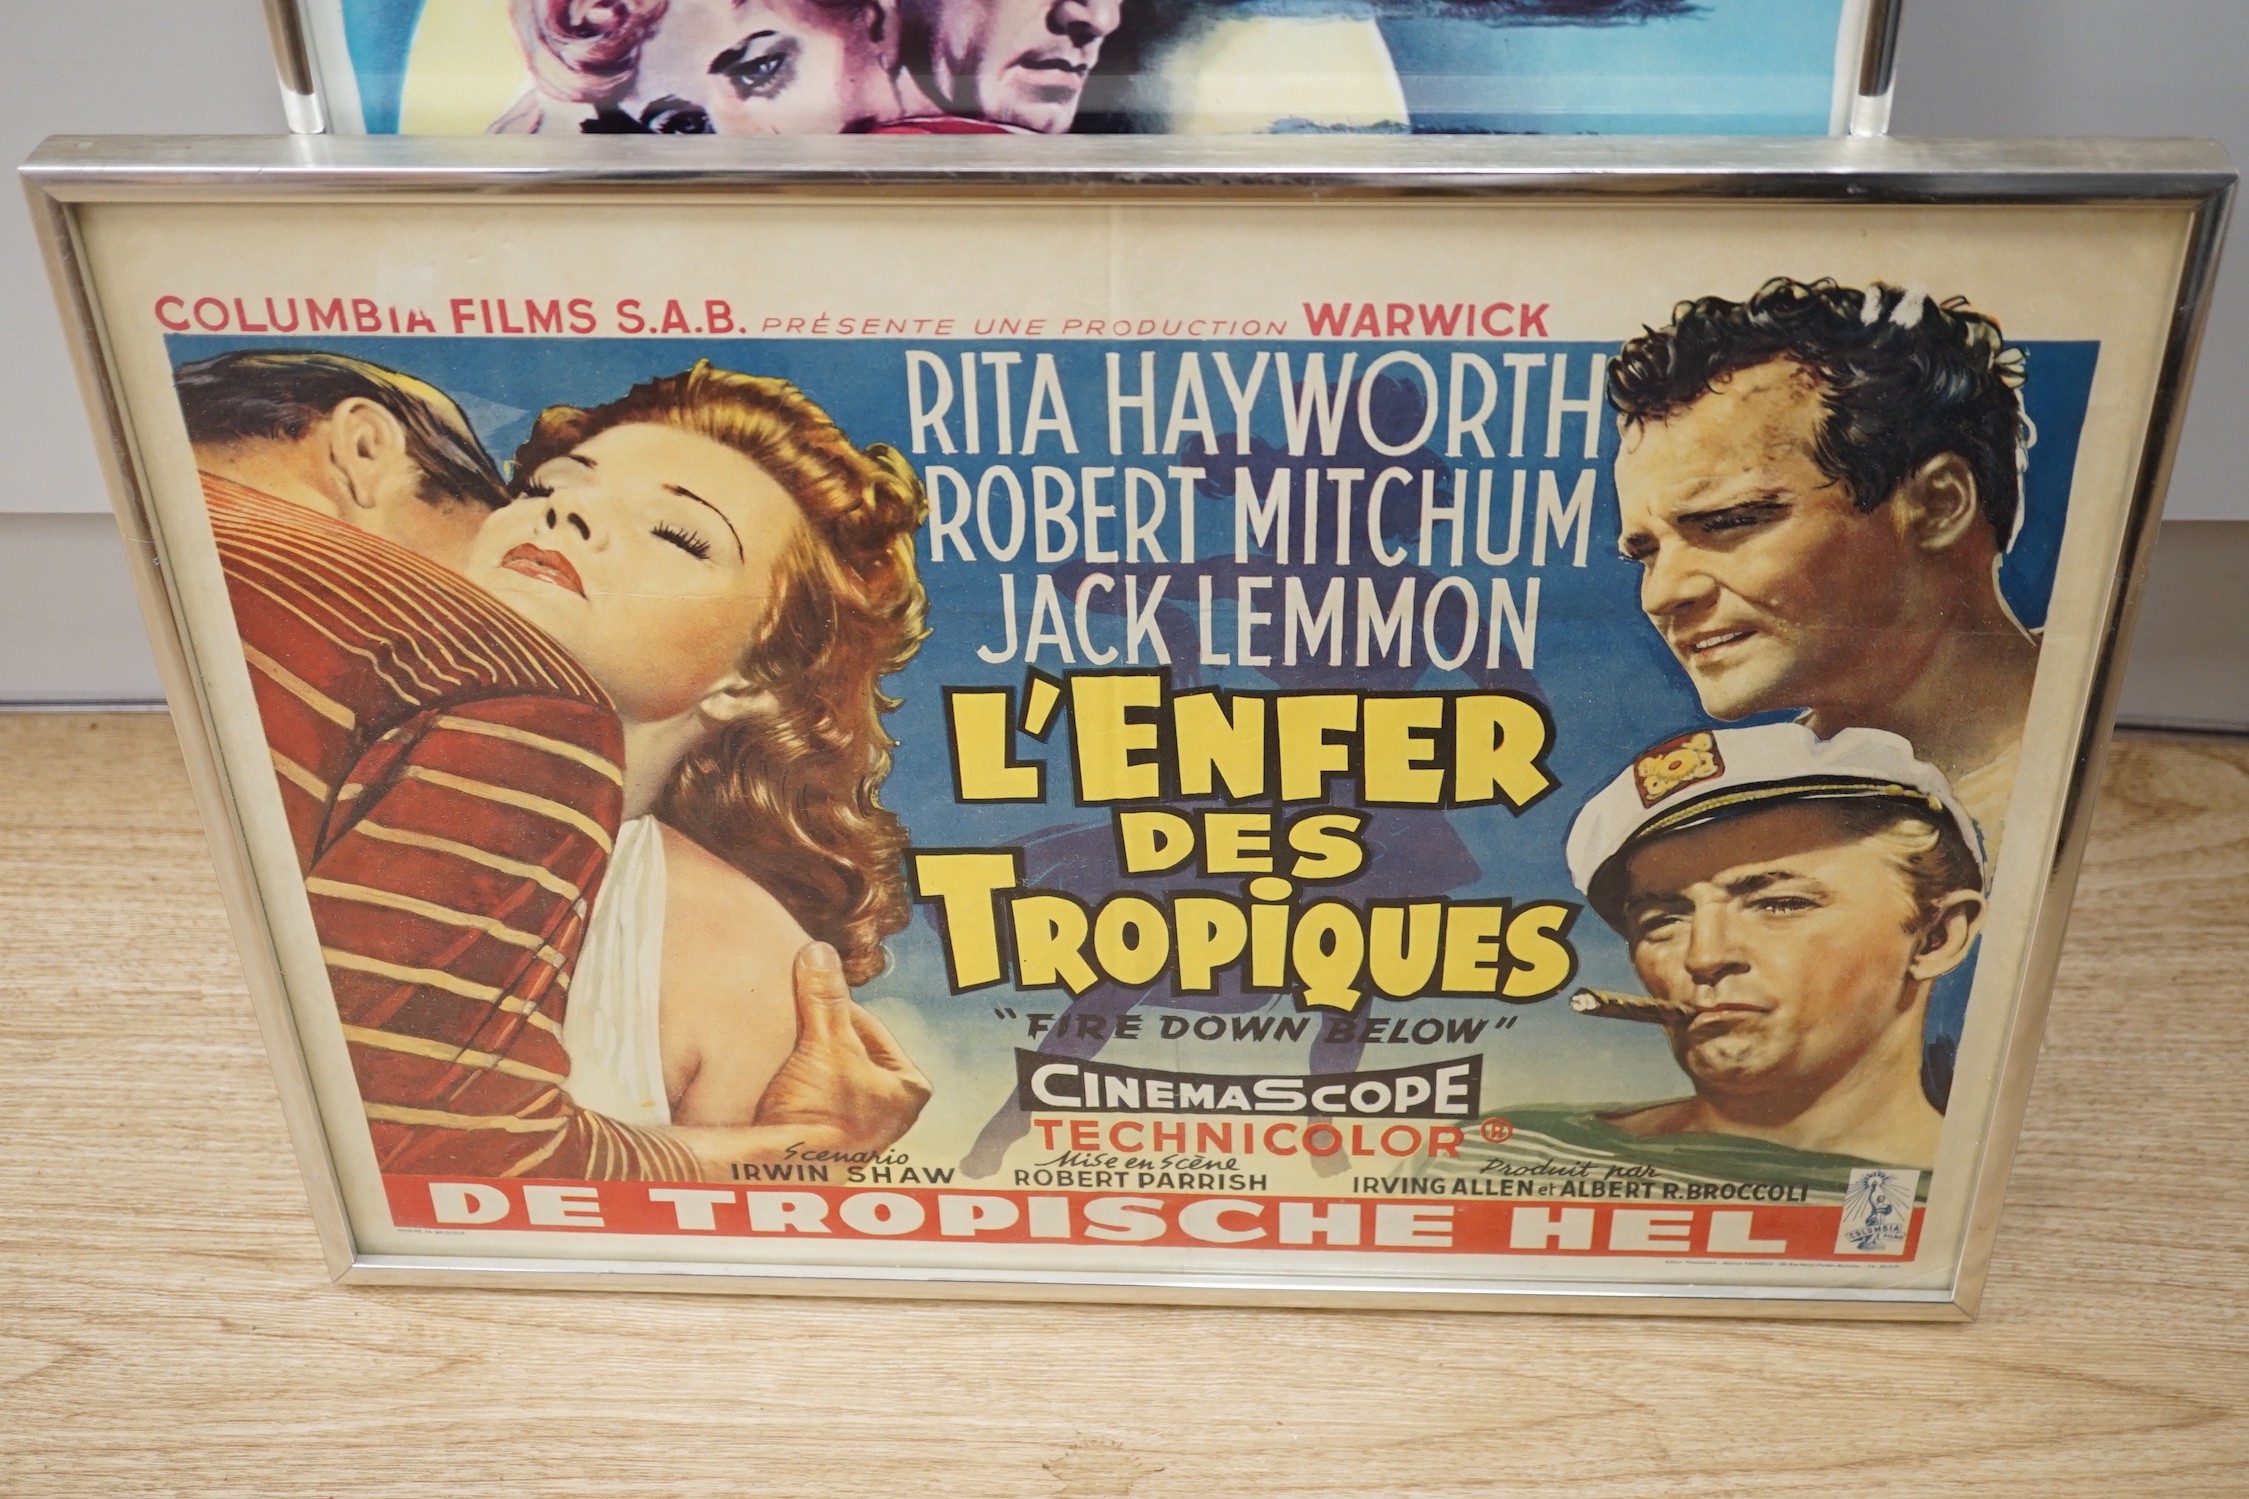 COLUMBIA FILMS S.A.B. PRÉSENTE UNE PRODUCTION WARWICK
RITA HAYWORTH
ROBERT MITCHUM
JACK LEMMON
L'ENFER
DES
TROPIQUES
"FIRE DOWN BELOW"
CINEMASCOPE
TECHNICOLOR ®
Scenario
IRWIN SHAW
Mise en Scène
ROBERT PARRISH
Produit par
IRVING ALLEN et ALBERT R. BROCCOLI
DE TROPISCHE HEL
COLUMBIA
FILMS